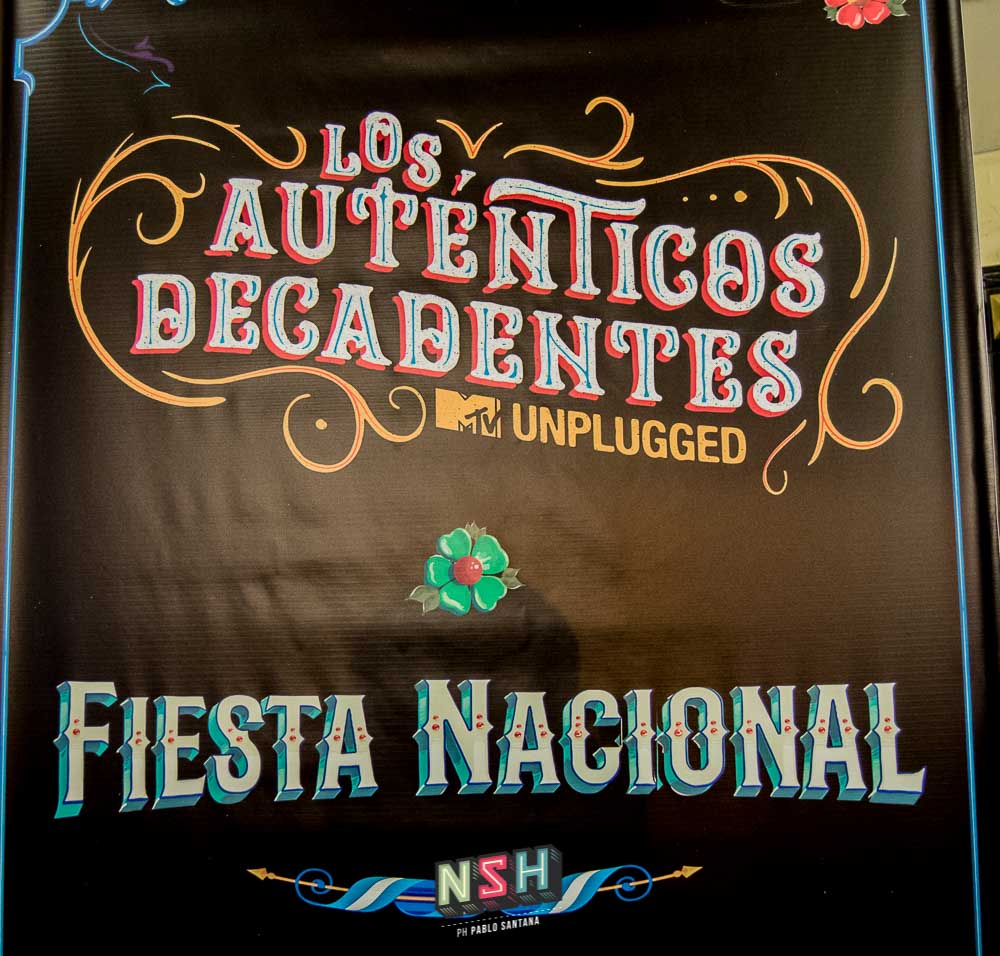 LOS
AUTÉNTICOS
DECADENTES
MTV UNPLUGGED
FIESTA NACIONAL
NSH
PH PABLO SANTANA